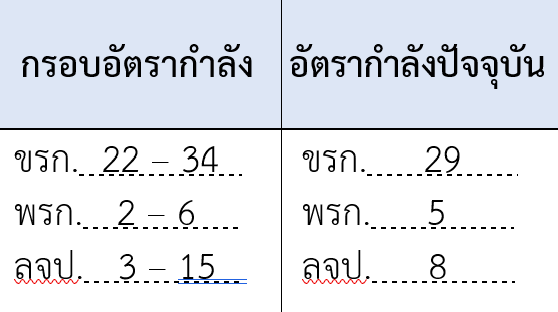 กรอบอัตรากำลัง อัตรากำลังปัจจุบัน
ขรก. 22 – 34 ขรก. 29
พรก. 2 – 6 พรก. 5
ลจป. 3 – 15 ลจป. 8